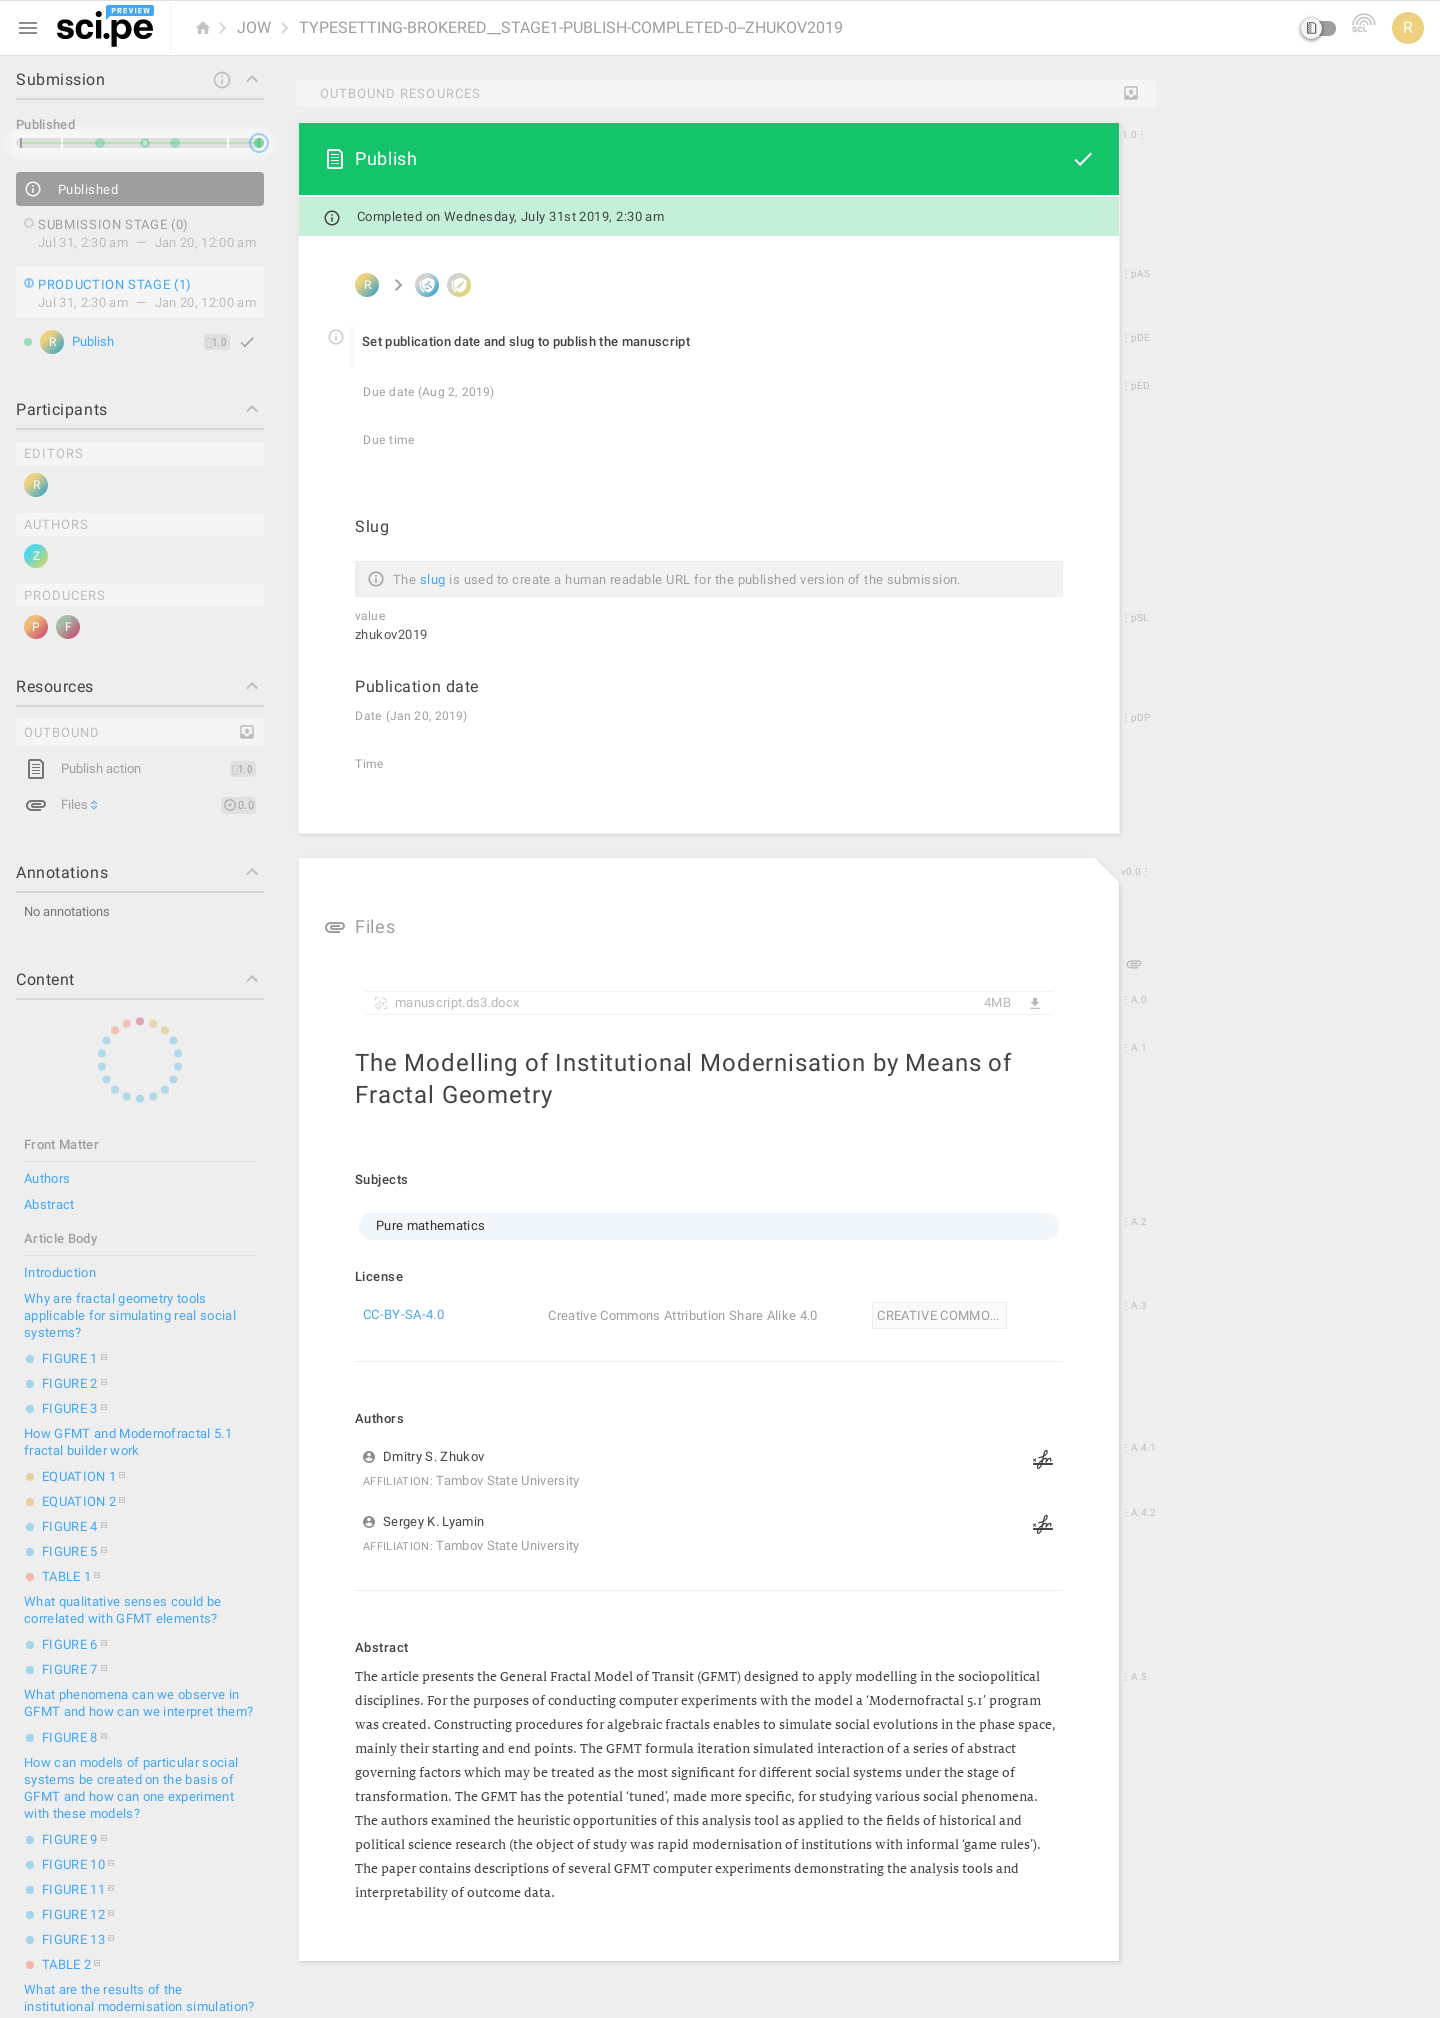 PREVIEW
sci.pe
JOW
TYPESETTING-BROKERED__STAGE1-PUBLISH-COMPLETED-0--ZHUKOV2019
SCI.
R
Submission
Published
Published
SUBMISSION STAGE (0)
Jul 31, 2:30 am — Jan 20, 12:00 am
PRODUCTION STAGE (1)
Jul 31, 2:30 am — Jan 20, 12:00 am
R Publish 1.0
Participants
EDITORS
R
AUTHORS
Z
PRODUCERS
P F
Resources
OUTBOUND
Publish action 1.0
Files 0.0
Annotations
No annotations
Content
Front Matter
Authors
Abstract
Article Body
Introduction
Why are fractal geometry tools
applicable for simulating real social
systems?
FIGURE 1
FIGURE 2
FIGURE 3
How GFMT and Modernofractal 5.1
fractal builder work
EQUATION 1
EQUATION 2
FIGURE 4
FIGURE 5
TABLE 1
What qualitative senses could be
correlated with GFMT elements?
FIGURE 6
FIGURE 7
What phenomena can we observe in
GFMT and how can we interpret them?
FIGURE 8
How can models of particular social
systems be created on the basis of
GFMT and how can one experiment
with these models?
FIGURE 9
FIGURE 10
FIGURE 11
FIGURE 12
FIGURE 13
TABLE 2
What are the results of the
institutional modernisation simulation?
OUTBOUND RESOURCES
Publish
1.0
Completed on Wednesday, July 31st 2019, 2:30 am
R
pAS
Set publication date and slug to publish the manuscript
pDE
Due date (Aug 2, 2019)
pED
Due time
Slug
The slug is used to create a human readable URL for the published version of the submission.
value
pSL
zhukov2019
Publication date
Date (Jan 20, 2019)
pDP
Time
v0.0
Files
manuscript.ds3.docx 4MB
A.0
The Modelling of Institutional Modernisation by Means of
Fractal Geometry
A.1
Subjects
Pure mathematics
A.2
License
CC-BY-SA-4.0 Creative Commons Attribution Share Alike 4.0 CREATIVE COMMO...
A.3
Authors
Dmitry S. Zhukov
A.4.1
AFFILIATION: Tambov State University
Sergey K. Lyamin
A.4.2
AFFILIATION: Tambov State University
Abstract
A.5
The article presents the General Fractal Model of Transit (GFMT) designed to apply modelling in the sociopolitical
disciplines. For the purposes of conducting computer experiments with the model a ‘Modernofractal 5.1’ program
was created. Constructing procedures for algebraic fractals enables to simulate social evolutions in the phase space,
mainly their starting and end points. The GFMT formula iteration simulated interaction of a series of abstract
governing factors which may be treated as the most significant for different social systems under the stage of
transformation. The GFMT has the potential ‘tuned’, made more specific, for studying various social phenomena.
The authors examined the heuristic opportunities of this analysis tool as applied to the fields of historical and
political science research (the object of study was rapid modernisation of institutions with informal ‘game rules’).
The paper contains descriptions of several GFMT computer experiments demonstrating the analysis tools and
interpretability of outcome data.